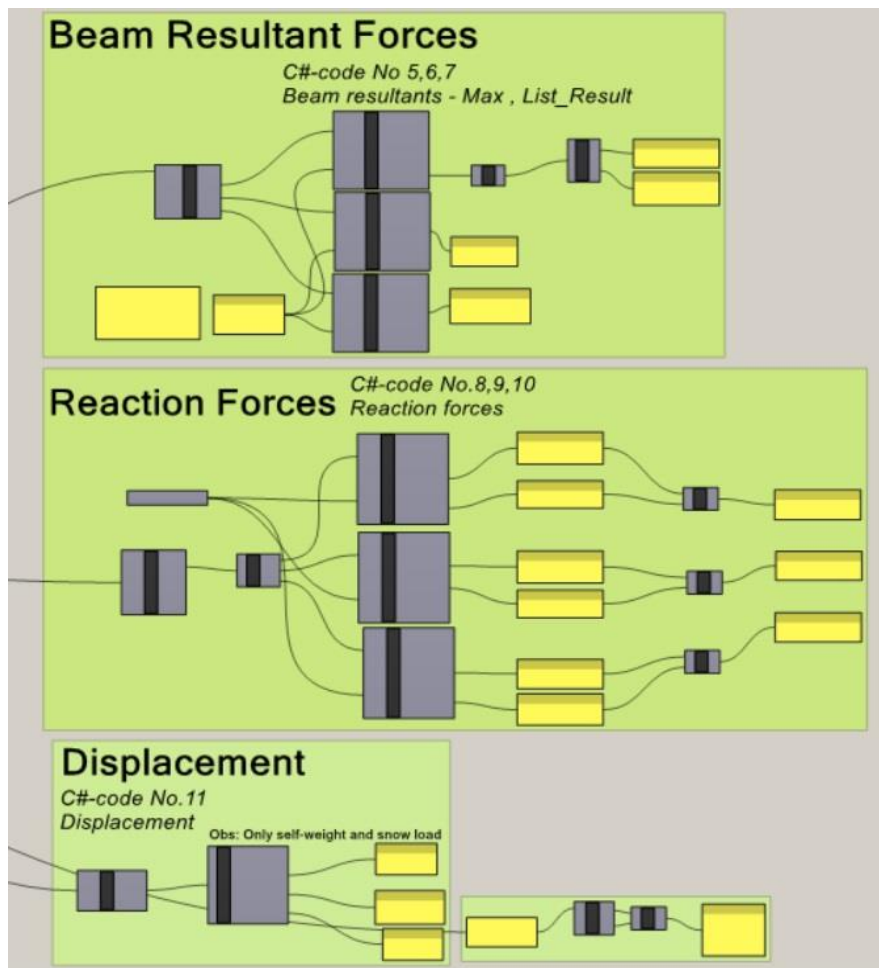 Beam Resultant Forces
C#-code No 5,6,7
Beam resultants - Max , List_Result
Reaction Forces
C#-code No.8,9,10
Reaction forces
Displacement
C#-code No.11
Displacement
Obs: Only self-weight and snow load